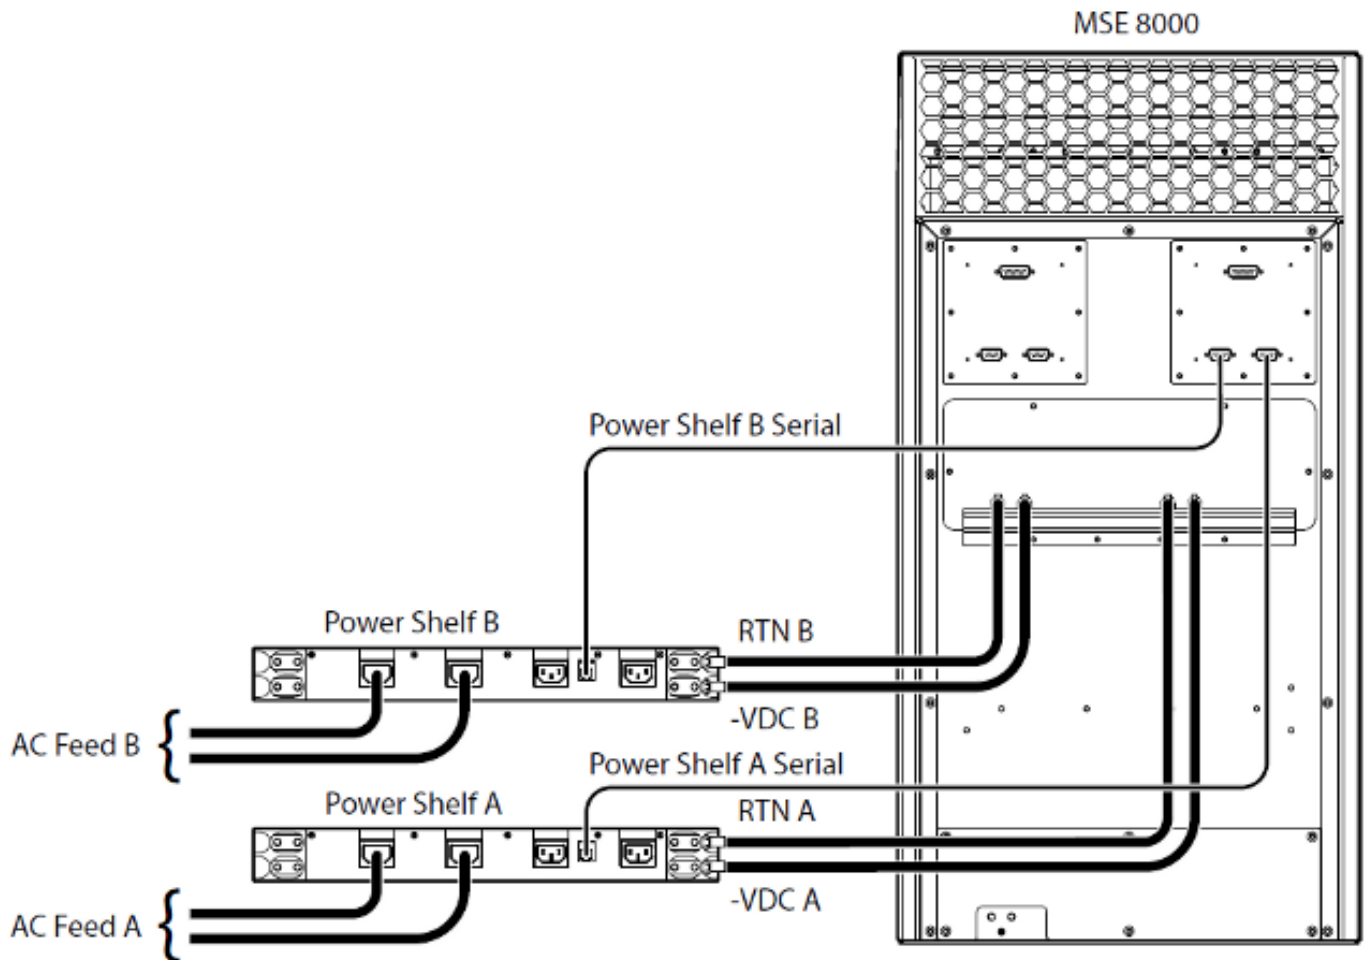 MSE 8000
Power Shelf B Serial
Power Shelf B
RTN B
-VDC B
AC Feed B
Power Shelf A Serial
Power Shelf A
RTN A
-VDC A
AC Feed A